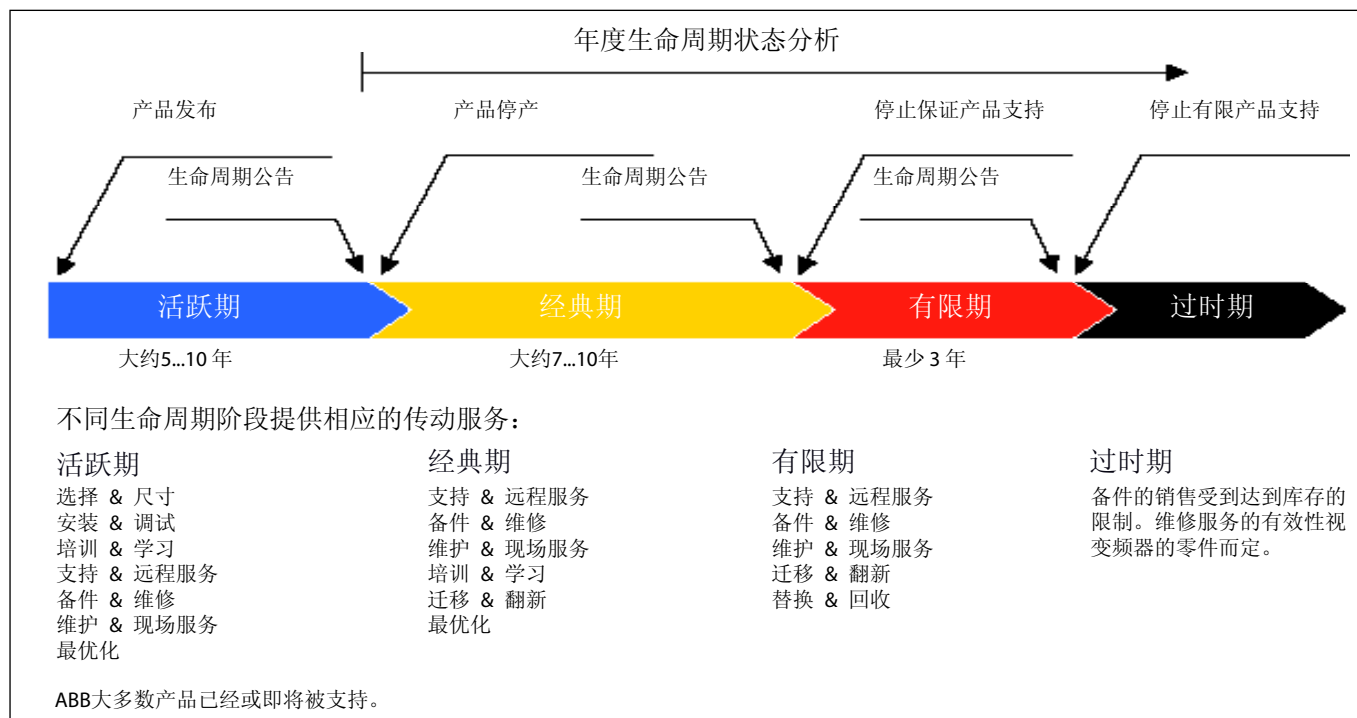 年度生命周期状态分析
产品发布
产品停产
停止保证产品支持
停止有限产品支持
生命周期公告
生命周期公告
生命周期公告
活跃期
经典期
有限期
过时期
大约5...10 年
大约7...10年
最少 3 年
不同生命周期阶段提供相应的传动服务：
活跃期
选择 & 尺寸
安装 & 调试
培训 & 学习
支持 & 远程服务
备件 & 维修
维护 & 现场服务
最优化
经典期
支持 & 远程服务
备件 & 维修
维护 & 现场服务
培训 & 学习
迁移 & 翻新
最优化
有限期
支持 & 远程服务
备件 & 维修
维护 & 现场服务
迁移 & 翻新
替换 & 回收
过时期
备件的销售受到达到库存的
限制。维修服务的有效性视
变频器的零件而定。
ABB大多数产品已经或即将被支持。